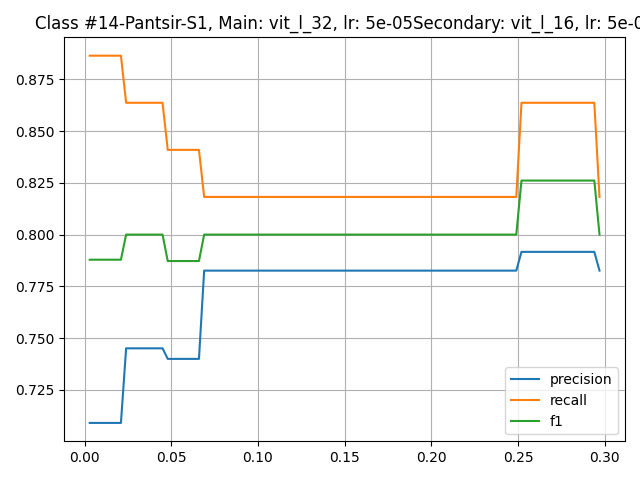 Class #14-Pantsir-S1, Main: vit_l_32, lr: 5e-05Secondary: vit_l_16, lr: 5e-0
0.875
0.850
0.825
0.800
0.775
0.750
0.725
precision
recall
f1
0.00 0.05 0.10 0.15 0.20 0.25 0.30